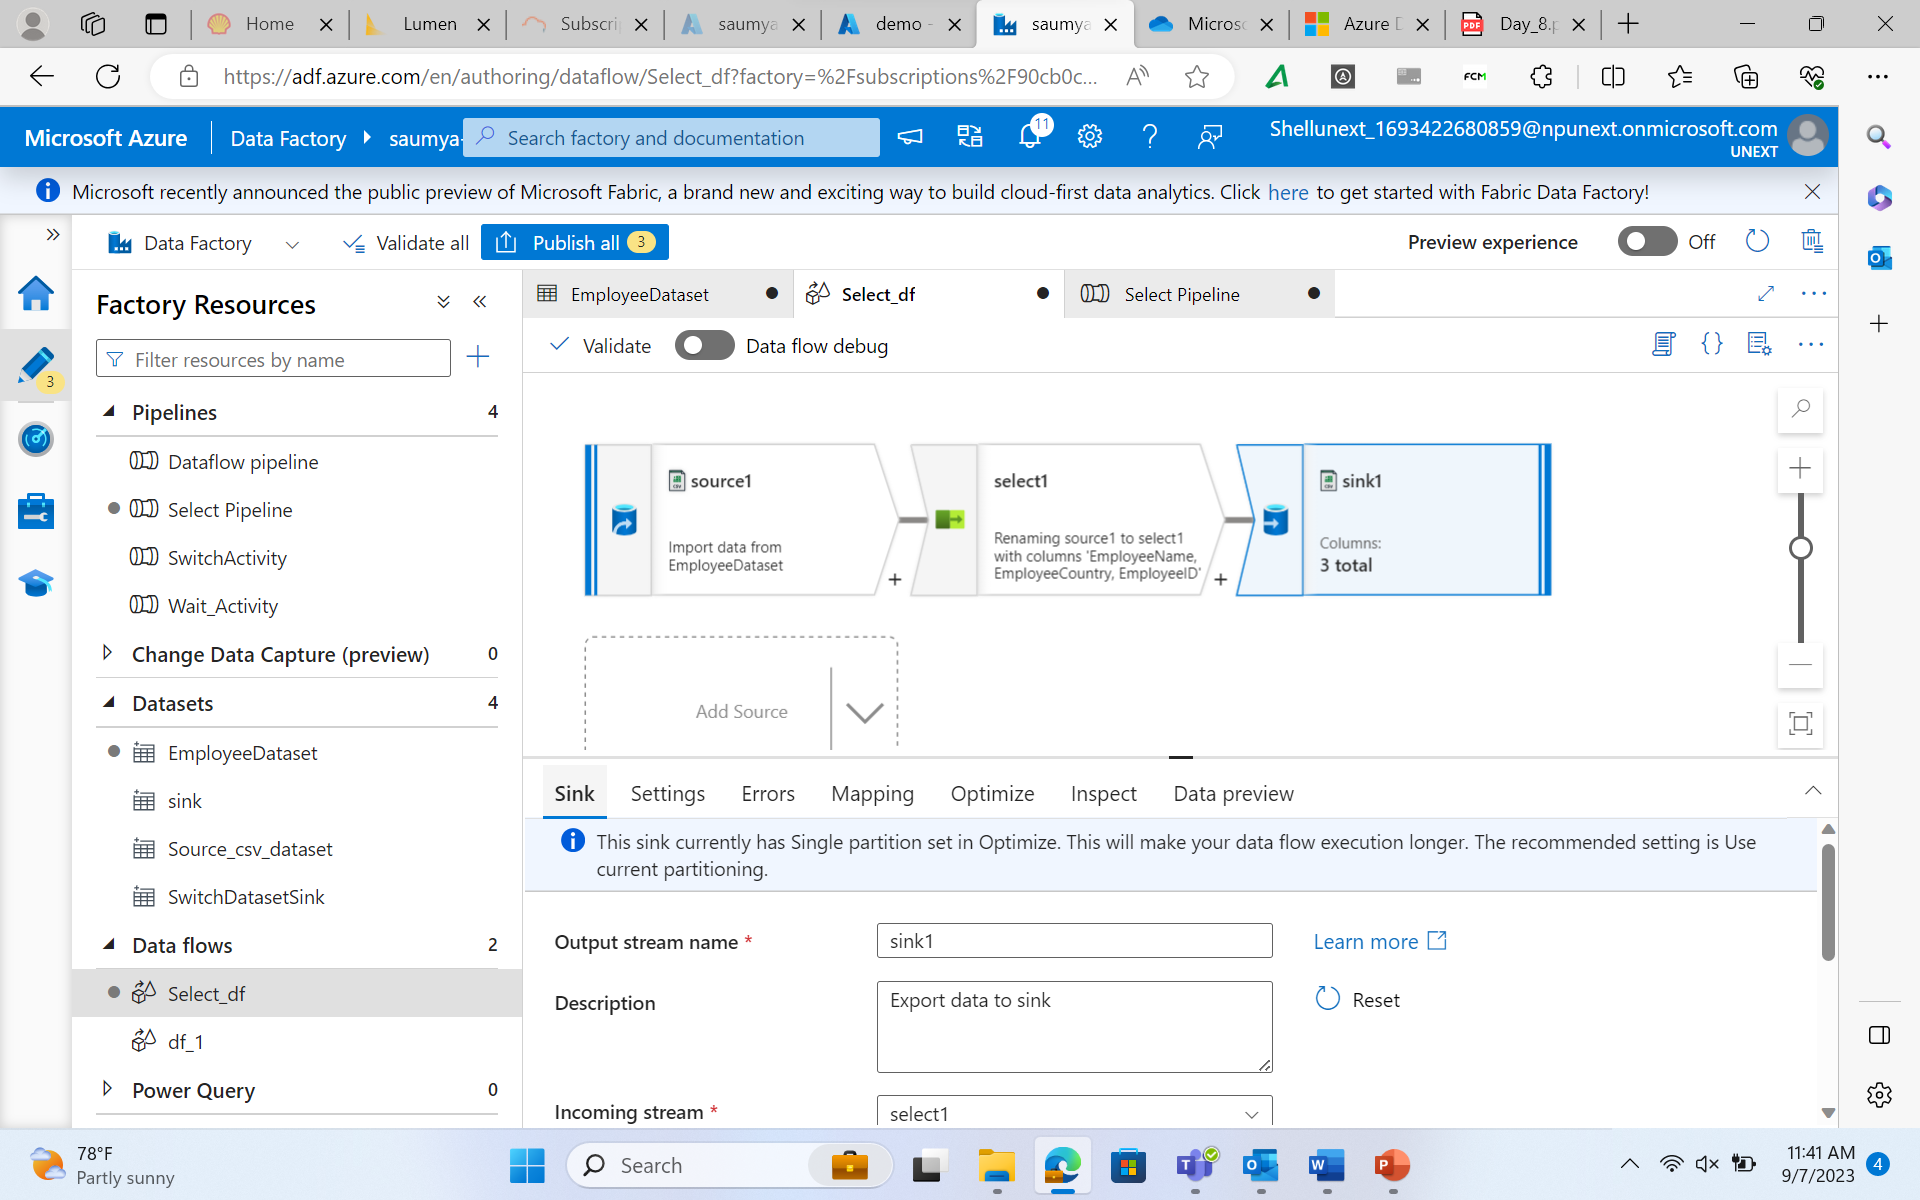 Home
Lumen
Subscri
saumya
demo -
saumya
Micros
Azure D
Day_8.p
https://adf.azure.com/en/authoring/dataflow/Select_df?factory=%2Fsubscriptions%2F90cb0c...
Microsoft Azure
Data Factory
saumya-
Search factory and documentation
11
Shellunext_1693422680859@npunext.onmicrosoft.com
UNEXT
Microsoft recently announced the public preview of Microsoft Fabric, a brand new and exciting way to build cloud-first data analytics. Click here to get started with Fabric Data Factory!
Data Factory
Validate all
Publish all 3
Preview experience
Off
Factory Resources
EmployeeDataset
Select_df
Select Pipeline
Filter resources by name
Validate
Data flow debug
3
Pipelines 4
Dataflow pipeline
Select Pipeline
SwitchActivity
Wait_Activity
Change Data Capture (preview) 0
Datasets 4
EmployeeDataset
sink
Source_csv_dataset
SwitchDatasetSink
Data flows 2
Select_df
df_1
Power Query 0
source1
Import data from
EmployeeDataset
select1
Renaming source1 to select1
with columns 'EmployeeName,
EmployeeCountry, EmployeeID'
sink1
Columns:
3 total
Add Source
Sink
Settings
Errors
Mapping
Optimize
Inspect
Data preview
This sink currently has Single partition set in Optimize. This will make your data flow execution longer. The recommended setting is Use
current partitioning.
Output stream name *
sink1
Learn more
Description
Export data to sink
Reset
Incoming stream *
select1
78°F
Partly sunny
Search
11:41 AM
9/7/2023
4